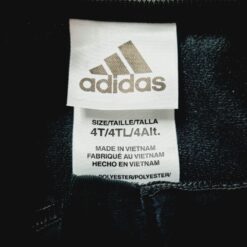 adidas
SIZE/TAILLE/TALLA
4T/4TL/4Alt.
MADE IN VIETNAM
FABRIQUÉ AU VIETNAM
HECHO EN VIETNAM
POLYESTER/POLYESTER/